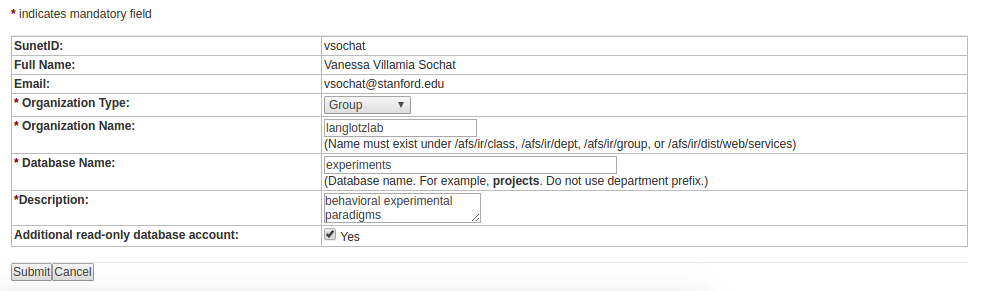 * indicates mandatory field
SunetID: vsochat
Full Name: Vanessa Villamia Sochat
Email: vsochat@stanford.edu
* Organization Type: Group
* Organization Name: langlotzlab
(Name must exist under /afs/ir/class, /afs/ir/dept, /afs/ir/group, or /afs/ir/dist/web/services)
* Database Name: experiments
(Database name. For example, projects. Do not use department prefix.)
*Description: behavioral experimental
paradigms
Additional read-only database account: Yes
Submit Cancel